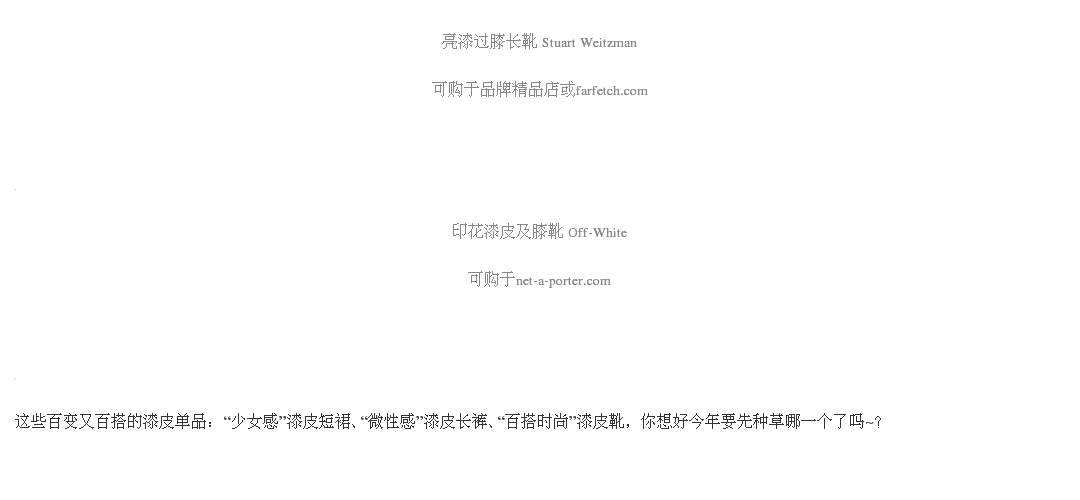 亮漆过膝长靴 Stuart Weitzman
可购于品牌精品店或farfetch.com
印花漆皮及膝靴 Off-White
可购于net-a-porter.com
这些百变又百搭的漆皮单品：“少女感”漆皮短裙、“微性感”漆皮长裤、“百搭时尚”漆皮靴，你想好今年要先种草哪一个了吗~?